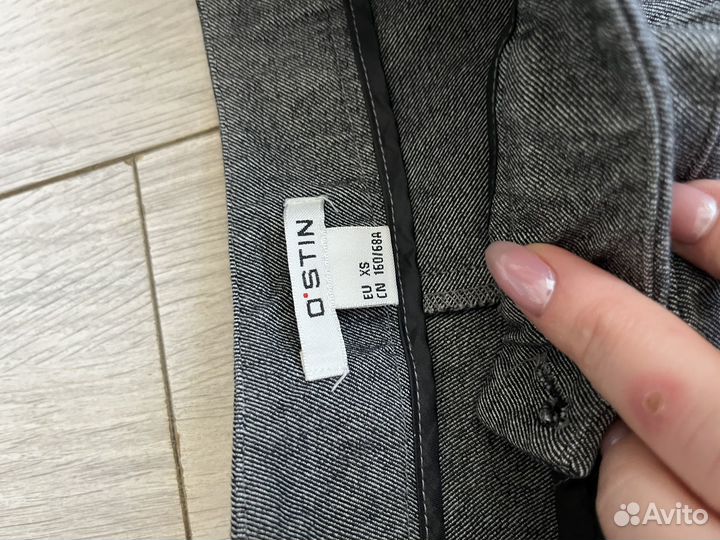 O'STIN
EU XS
CN 160/68A
Avito